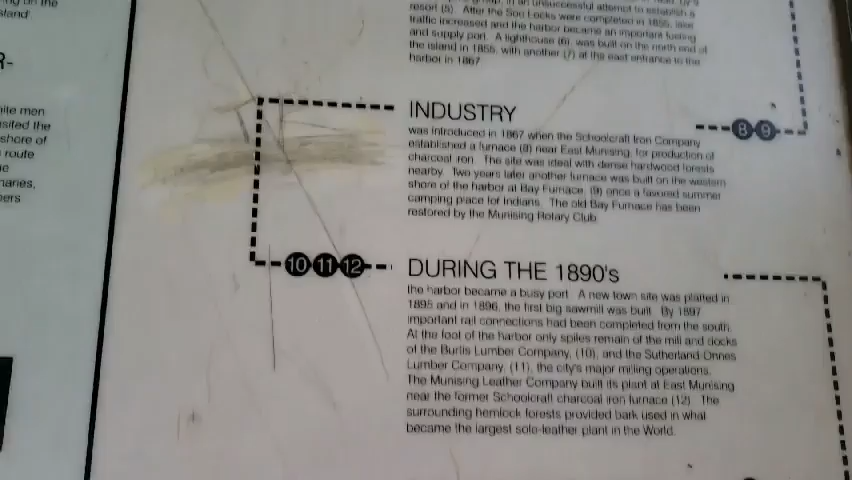 island
R-
ite men
sited the
shore of
route
naries,
in an unsuccessful attempt to establish a
resort (5). After the Soo Locks were completed in 1855, lake
traffic increased and the harbor became an important fueling
and supply port. A lighthouse (6) was built on the north end of
the island in 1855, with another (7) at the east entrance to the
harbor in 1867
INDUSTRY
8 9
was introduced in 1867 when the Schoolcraft Iron Company
established a furnace (8) near East Munising, for production of
charcoal iron. The site was ideal with dense hardwood forests
nearby. Two years later another furnace was built on the western
shore of the harbor at Bay Furnace, (9) once a favored summer
camping place for Indians. The old Bay Furnace has been
restored by the Munising Rotary Club.
10 11 12
DURING THE 1890's
the harbor became a busy port. A new town site was platted in
1895 and in 1896, the first big sawmill was built. By 1897
important rail connections had been completed from the south.
At the foot of the harbor only spiles remain of the mill and docks
of the Burtis Lumber Company, (10), and the Sutherland-Onnes
Lumber Company, (11), the city's major milling operations.
The Munising Leather Company built its plant at East Munising
near the former Schoolcraft charcoal iron furnace (12). The
surrounding hemlock forests provided bark used in what
became the largest sole-leather plant in the World.